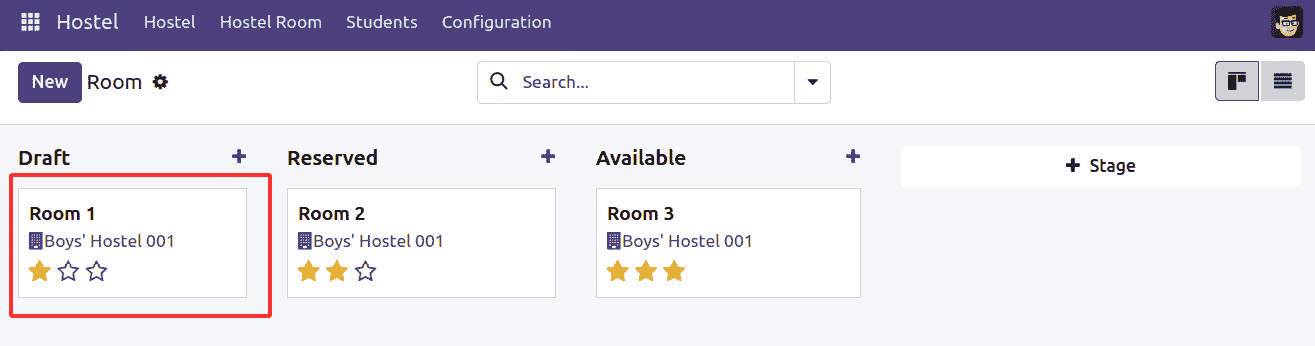 Hostel Hostel Hostel Room Students Configuration
New Room Search...
Draft Reserved Available Stage
Room 1 Room 2 Room 3
Boys' Hostel 001 Boys' Hostel 001 Boys' Hostel 001